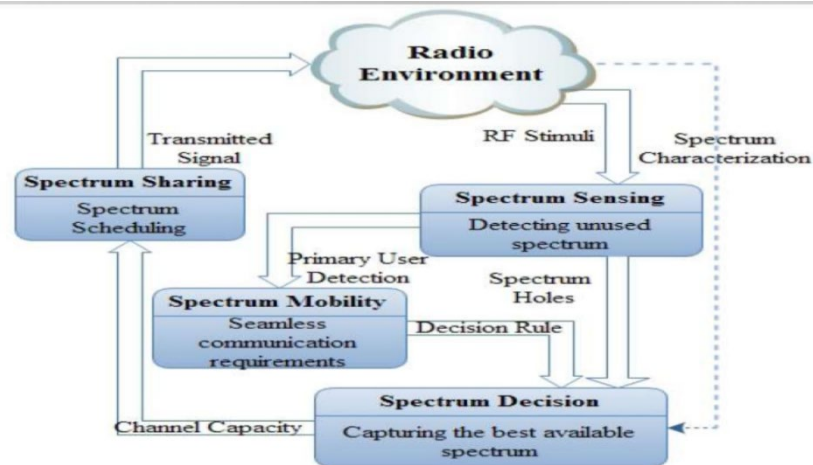 Radio
Environment
Transmitted
Signal
RF Stimuli
Spectrum
Characterization
Spectrum Sharing
Spectrum
Scheduling
Spectrum Sensing
Detecting unused
spectrum
Primary User
Detection
Spectrum
Holes
Spectrum Mobility
Seamless
communication
requirements
Decision Rule
Spectrum Decision
Capturing the best available
spectrum
Channel Capacity